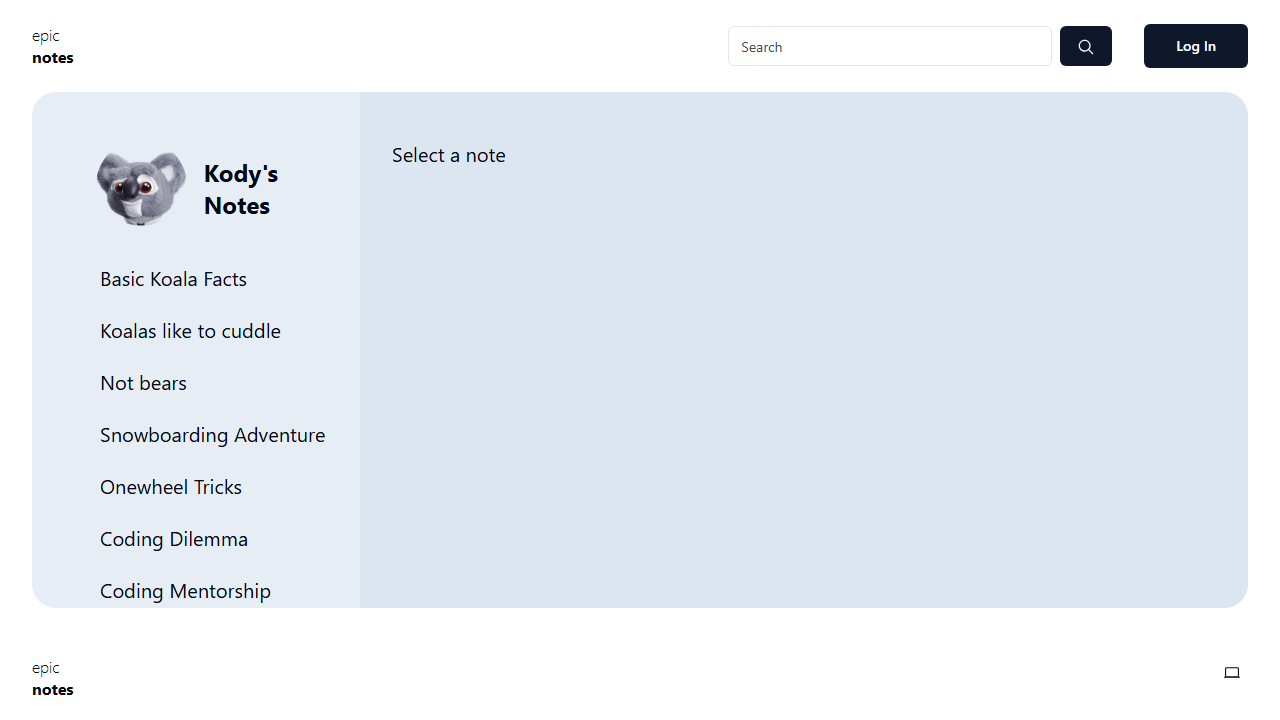 epic
notes
Search
Log In
Kody's
Notes
Select a note
Basic Koala Facts
Koalas like to cuddle
Not bears
Snowboarding Adventure
Onewheel Tricks
Coding Dilemma
Coding Mentorship
epic
notes